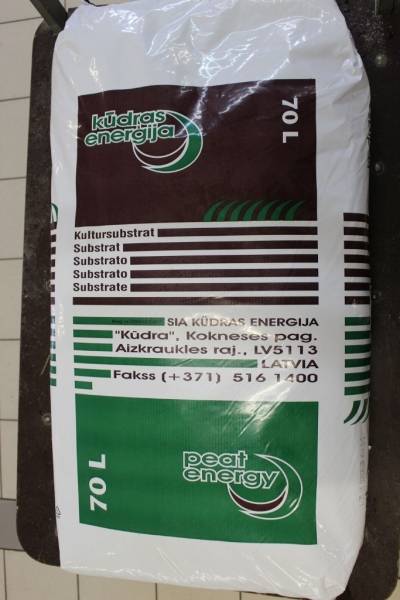 kūdras
enerģija
70 L
Kultursubstrat
Substrat
Substrato
Substrato
Substrate
SIA KŪDRAS ENERGIJA
"Kūdra", Kokneses pag.
Aizkraukles raj., LV5113
LATVIA
Fakss (+371) 516 1400
70 L
peat
energy